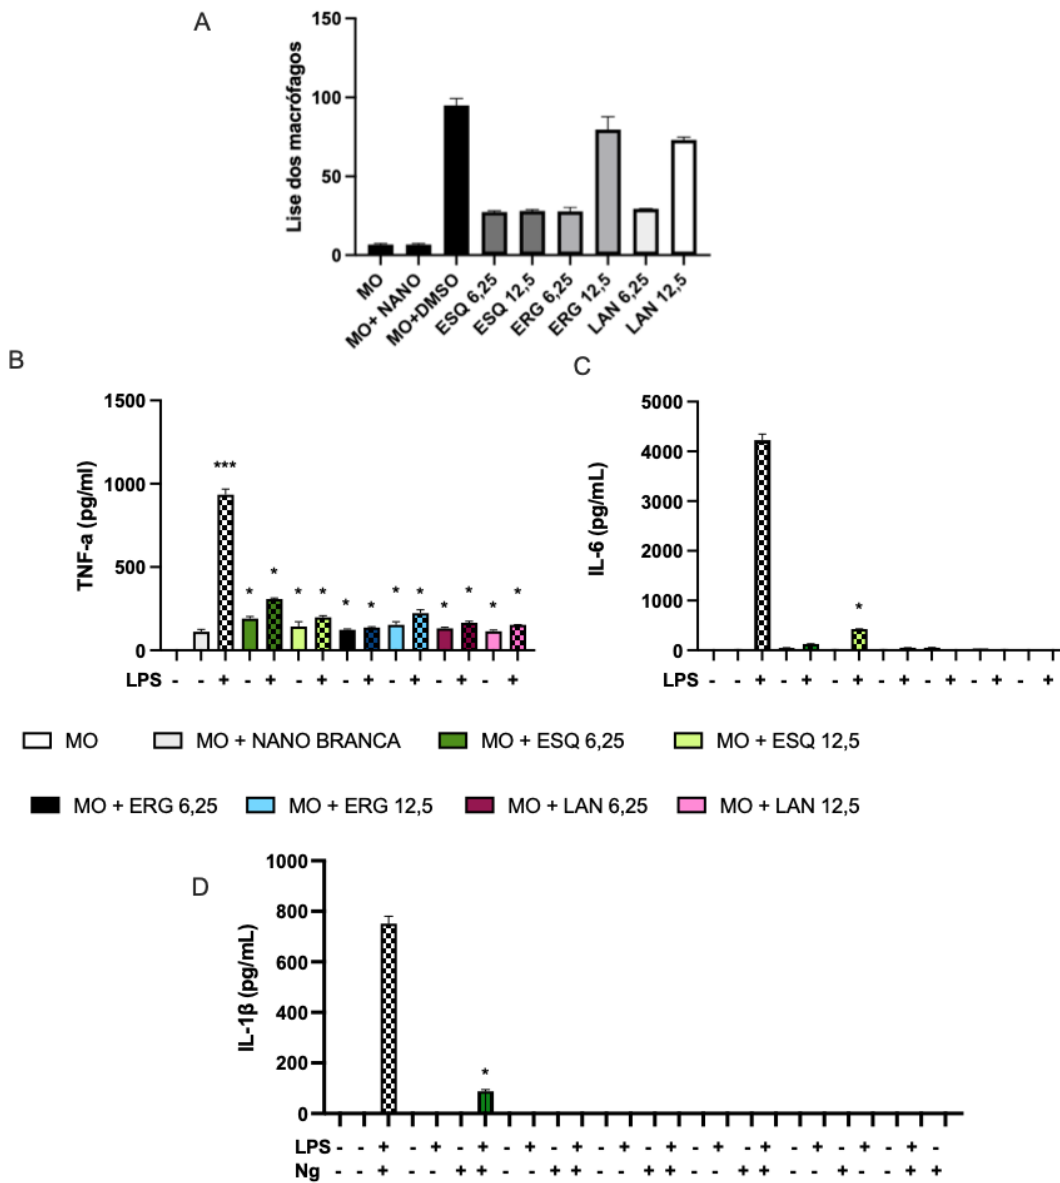 A
Lise dos macrófagos
150
100
50
0
MO
MO+ NANO
MO+DMSO
ESQ 6,25
ESQ 12,5
ERG 6,25
ERG 12,5
LAN 6,25
LAN 12,5
B
TNF-a (pg/ml)
1500
1000
500
0
***
* * * * * * * * * * * *
LPS - - + - + - + - + - + - + - +
C
IL-6 (pg/mL)
5000
4000
3000
2000
1000
0
*
LPS - - + - + - + - + - + - + - +
MO
MO + NANO BRANCA
MO + ESQ 6,25
MO + ESQ 12,5
MO + ERG 6,25
MO + ERG 12,5
MO + LAN 6,25
MO + LAN 12,5
D
IL-1β (pg/mL)
1000
800
600
400
200
0
*
LPS - - + - + - + - + - + - + - + - + - + - + - + -
Ng - - + - - + + - - + + - - + + - - + + - - + - - + +